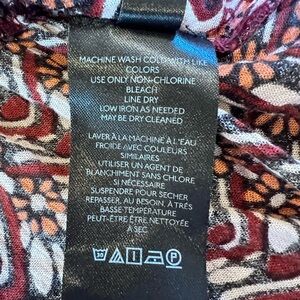 MACHINE WASH COLD WITH LIKE
COLORS
USE ONLY NON-CHLORINE
BLEACH
LINE DRY
LOW IRON AS NEEDED
MAY BE DRY CLEANED
LAVER À LA MACHINE À L'EAU
FROIDE AVEC COULEURS
SIMILAIRES
UTILISER UN AGENT DE
BLANCHIMENT SANS CHLORE
SI NÉCESSAIRE
SUSPENDRE POUR SÉCHER
REPASSER, AU BESOIN, À TRÈS
BASSE TEMPÉRATURE
PEUT-ÊTRE ÊTRE NETTOYÉE
À SEC